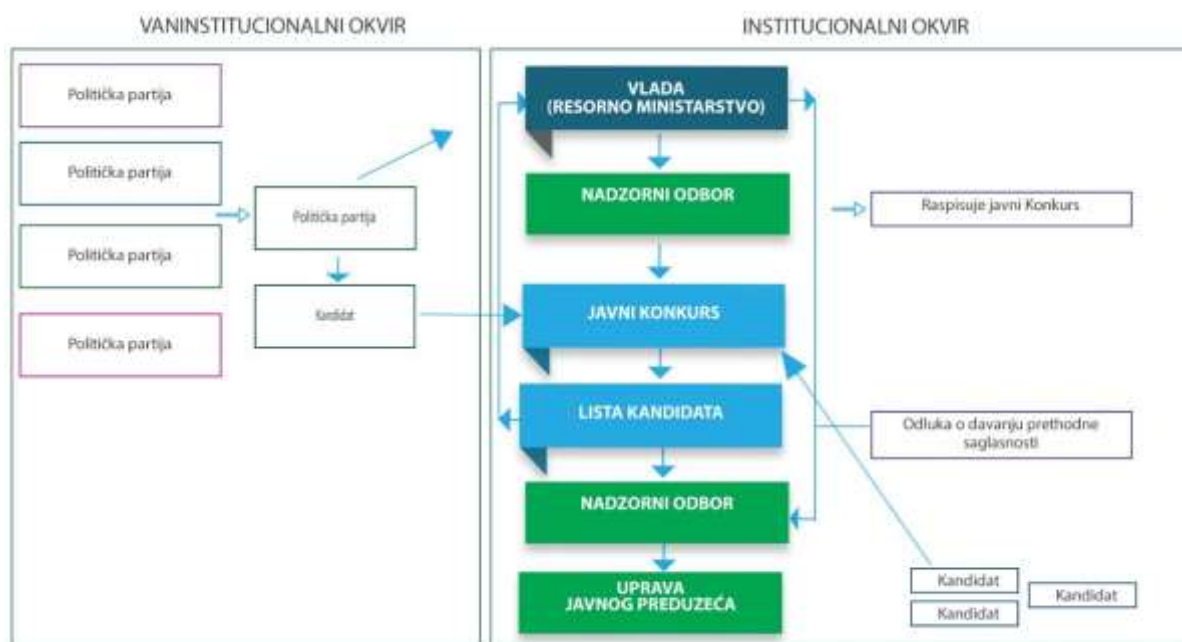 VANINSTITUCIONALNI OKVIR
Politička partija
Politička partija
Politička partija
Politička partija
Politička partija
Kandidat
INSTITUCIONALNI OKVIR
VLADA
(RESORNO MINISTARSTVO)
NADZORNI ODBOR
JAVNI KONKURS
LISTA KANDIDATA
NADZORNI ODBOR
UPRAVA
JAVNOG PREDUZEĆA
Raspisuje javni Konkurs
Odluka o davanju prethodne
saglasnosti
Kandidat
Kandidat
Kandidat